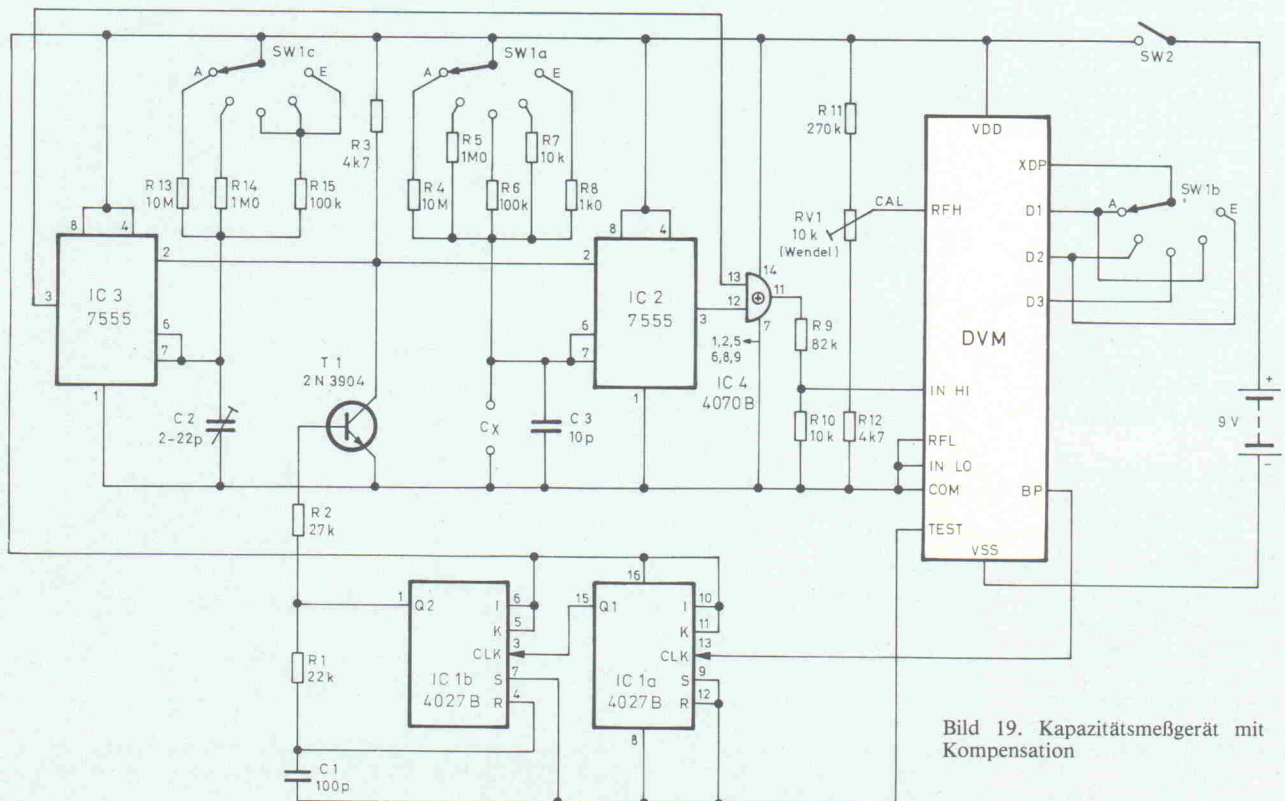 SW1c
SW1a
SW2
A
E
A
E
R3
4k7
R13
10M
R14
1M0
R15
100k
R4
10M
R5
1M0
R6
100k
R7
10k
R8
1k0
R11
270k
RV1
10k
(Wendel)
CAL
VDD
XDP
RFH
D1
D2
D3
DVM
SW1b
A
E
8
4
2
3
6
7
1
IC 3
7555
8
4
2
3
6
7
1
IC 2
7555
13
12
14
11
7
1,2,5
6,8,9
IC 4
4070B
R9
82k
R10
10k
R12
4k7
IN HI
RFL
IN LO
COM
TEST
BP
VSS
+
9 V
−
T 1
2N3904
C2
2-22p
Cx
C 3
10p
R2
27k
1
Q2
I
6
K
5
CLK
3
S
7
R
4
IC 1b
4027B
15
Q1
16
I
10
K
11
CLK
13
S
9
R
12
8
IC 1a
4027B
R1
22k
C1
100p
Bild 19. Kapazitätsmeßgerät mit
Kompensation